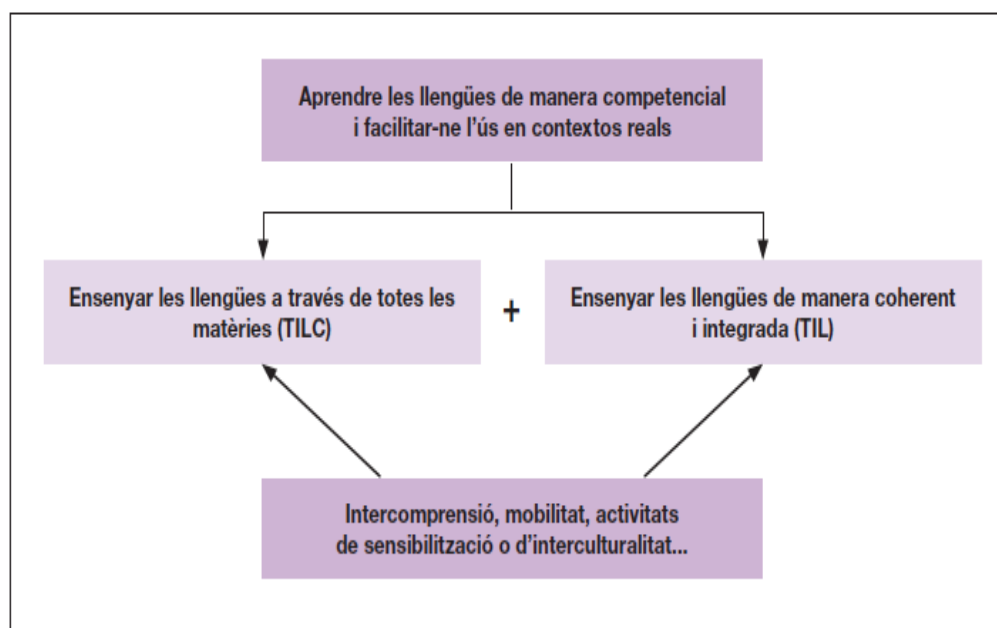 Aprendre les llengües de manera competencial
i facilitar-ne l'ús en contextos reals
Ensenyar les llengües a través de totes les
matèries (TILC)
+
Ensenyar les llengües de manera coherent
i integrada (TIL)
Intercomprensió, mobilitat, activitats
de sensibilització o d'interculturalitat...